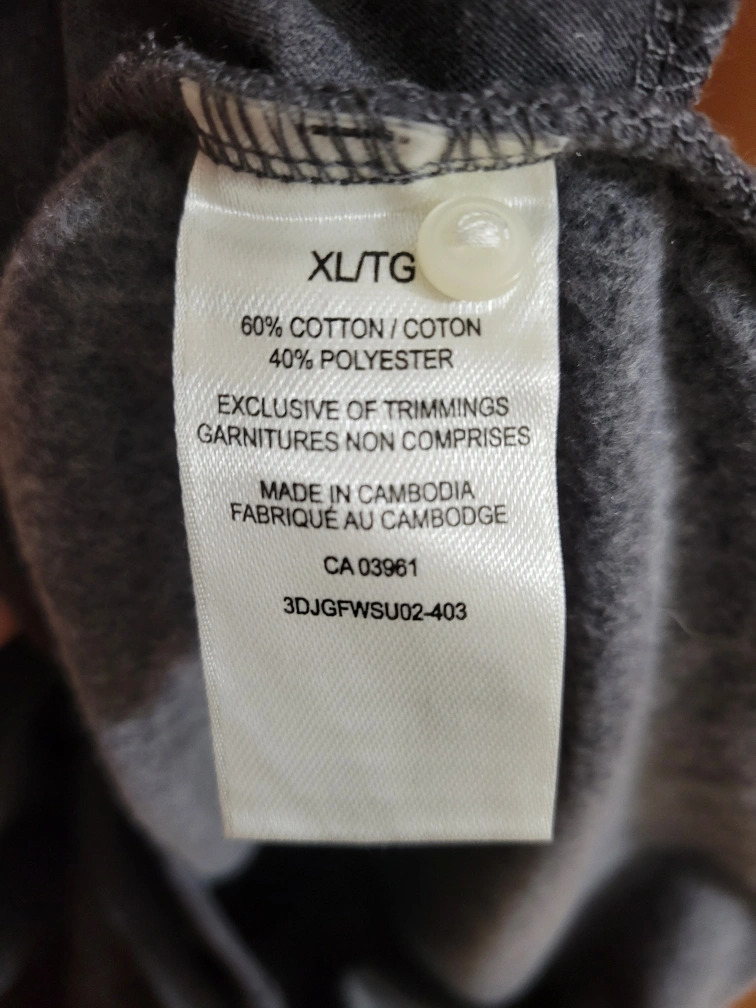 XL/TG
60% COTTON / COTON
40% POLYESTER
EXCLUSIVE OF TRIMMINGS
GARNITURES NON COMPRISES
MADE IN CAMBODIA
FABRIQUÉ AU CAMBODGE
CA 03961
3DJGFWSU02-403